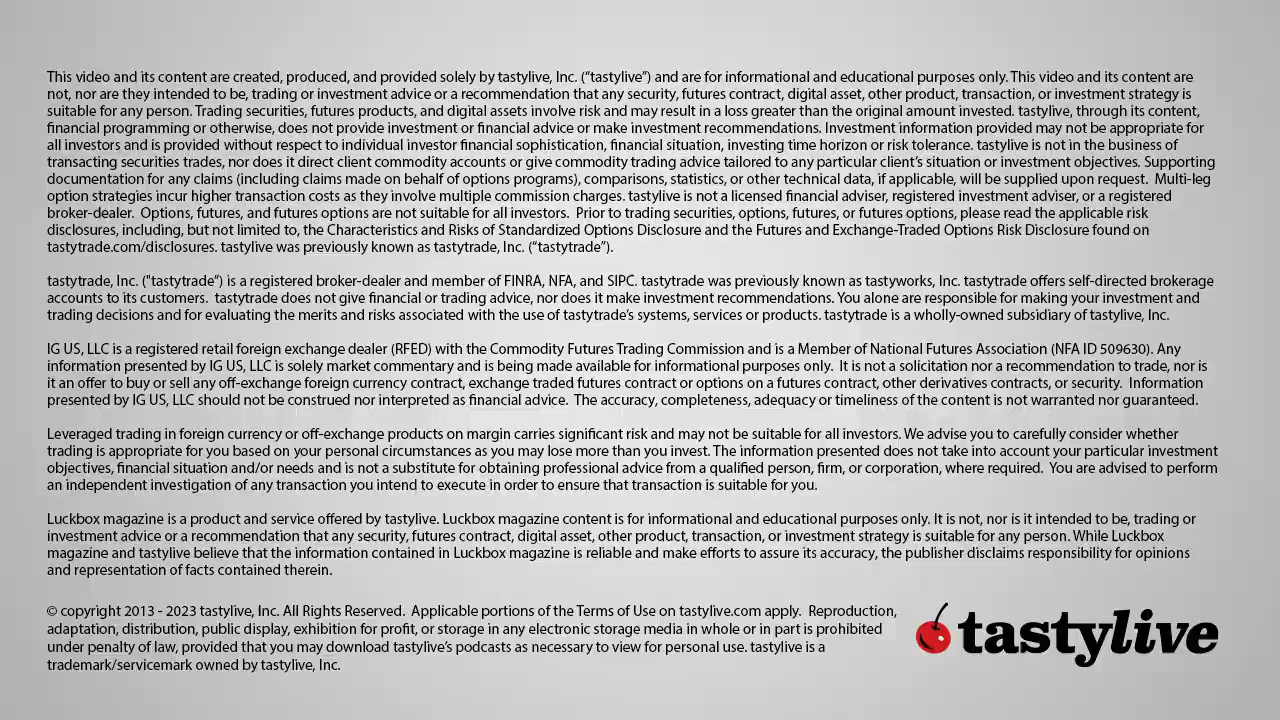 This video and its content are created, produced, and provided solely by tastylive, Inc. (“tastylive”) and are for informational and educational purposes only. This video and its content are
not, nor are they intended to be, trading or investment advice or a recommendation that any security, futures contract, digital asset, other product, transaction, or investment strategy is
suitable for any person. Trading securities, futures products, and digital assets involve risk and may result in a loss greater than the original amount invested. tastylive, through its content,
financial programming or otherwise, does not provide investment or financial advice or make investment recommendations. Investment information provided may not be appropriate for
all investors and is provided without respect to individual investor financial sophistication, financial situation, investing time horizon or risk tolerance. tastylive is not in the business of
transacting securities trades, nor does it direct client commodity accounts or give commodity trading advice tailored to any particular client’s situation or investment objectives. Supporting
documentation for any claims (including claims made on behalf of options programs), comparisons, statistics, or other technical data, if applicable, will be supplied upon request.  Multi-leg
option strategies incur higher transaction costs as they involve multiple commission charges. tastylive is not a licensed financial adviser, registered investment adviser, or a registered
broker-dealer.  Options, futures, and futures options are not suitable for all investors.  Prior to trading securities, options, futures, or futures options, please read the applicable risk
disclosures, including, but not limited to, the Characteristics and Risks of Standardized Options Disclosure and the Futures and Exchange-Traded Options Risk Disclosure found on
tastytrade.com/disclosures. tastylive was previously known as tastytrade, Inc. (“tastytrade”).
tastytrade, Inc. ("tastytrade”) is a registered broker-dealer and member of FINRA, NFA, and SIPC. tastytrade was previously known as tastyworks, Inc. tastytrade offers self-directed brokerage
accounts to its customers.  tastytrade does not give financial or trading advice, nor does it make investment recommendations. You alone are responsible for making your investment and
trading decisions and for evaluating the merits and risks associated with the use of tastytrade’s systems, services or products. tastytrade is a wholly-owned subsidiary of tastylive, Inc.
IG US, LLC is a registered retail foreign exchange dealer (RFED) with the Commodity Futures Trading Commission and is a Member of National Futures Association (NFA ID 509630). Any
information presented by IG US, LLC is solely market commentary and is being made available for informational purposes only.  It is not a solicitation nor a recommendation to trade, nor is
it an offer to buy or sell any off-exchange foreign currency contract, exchange traded futures contract or options on a futures contract, other derivatives contracts, or security.  Information
presented by IG US, LLC should not be construed nor interpreted as financial advice.  The accuracy, completeness, adequacy or timeliness of the content is not warranted nor guaranteed.
Leveraged trading in foreign currency or off-exchange products on margin carries significant risk and may not be suitable for all investors. We advise you to carefully consider whether
trading is appropriate for you based on your personal circumstances as you may lose more than you invest. The information presented does not take into account your particular investment
objectives, financial situation and/or needs and is not a substitute for obtaining professional advice from a qualified person, firm, or corporation, where required.  You are advised to perform
an independent investigation of any transaction you intend to execute in order to ensure that transaction is suitable for you.
Luckbox magazine is a product and service offered by tastylive. Luckbox magazine content is for informational and educational purposes only. It is not, nor is it intended to be, trading or
investment advice or a recommendation that any security, futures contract, digital asset, other product, transaction, or investment strategy is suitable for any person. While Luckbox
magazine and tastylive believe that the information contained in Luckbox magazine is reliable and make efforts to assure its accuracy, the publisher disclaims responsibility for opinions
and representation of facts contained therein.
© copyright 2013 - 2023 tastylive, Inc. All Rights Reserved.  Applicable portions of the Terms of Use on tastylive.com apply.  Reproduction,
adaptation, distribution, public display, exhibition for profit, or storage in any electronic storage media in whole or in part is prohibited
under penalty of law, provided that you may download tastylive’s podcasts as necessary to view for personal use. tastylive is a
trademark/servicemark owned by tastylive, Inc.
tastylive